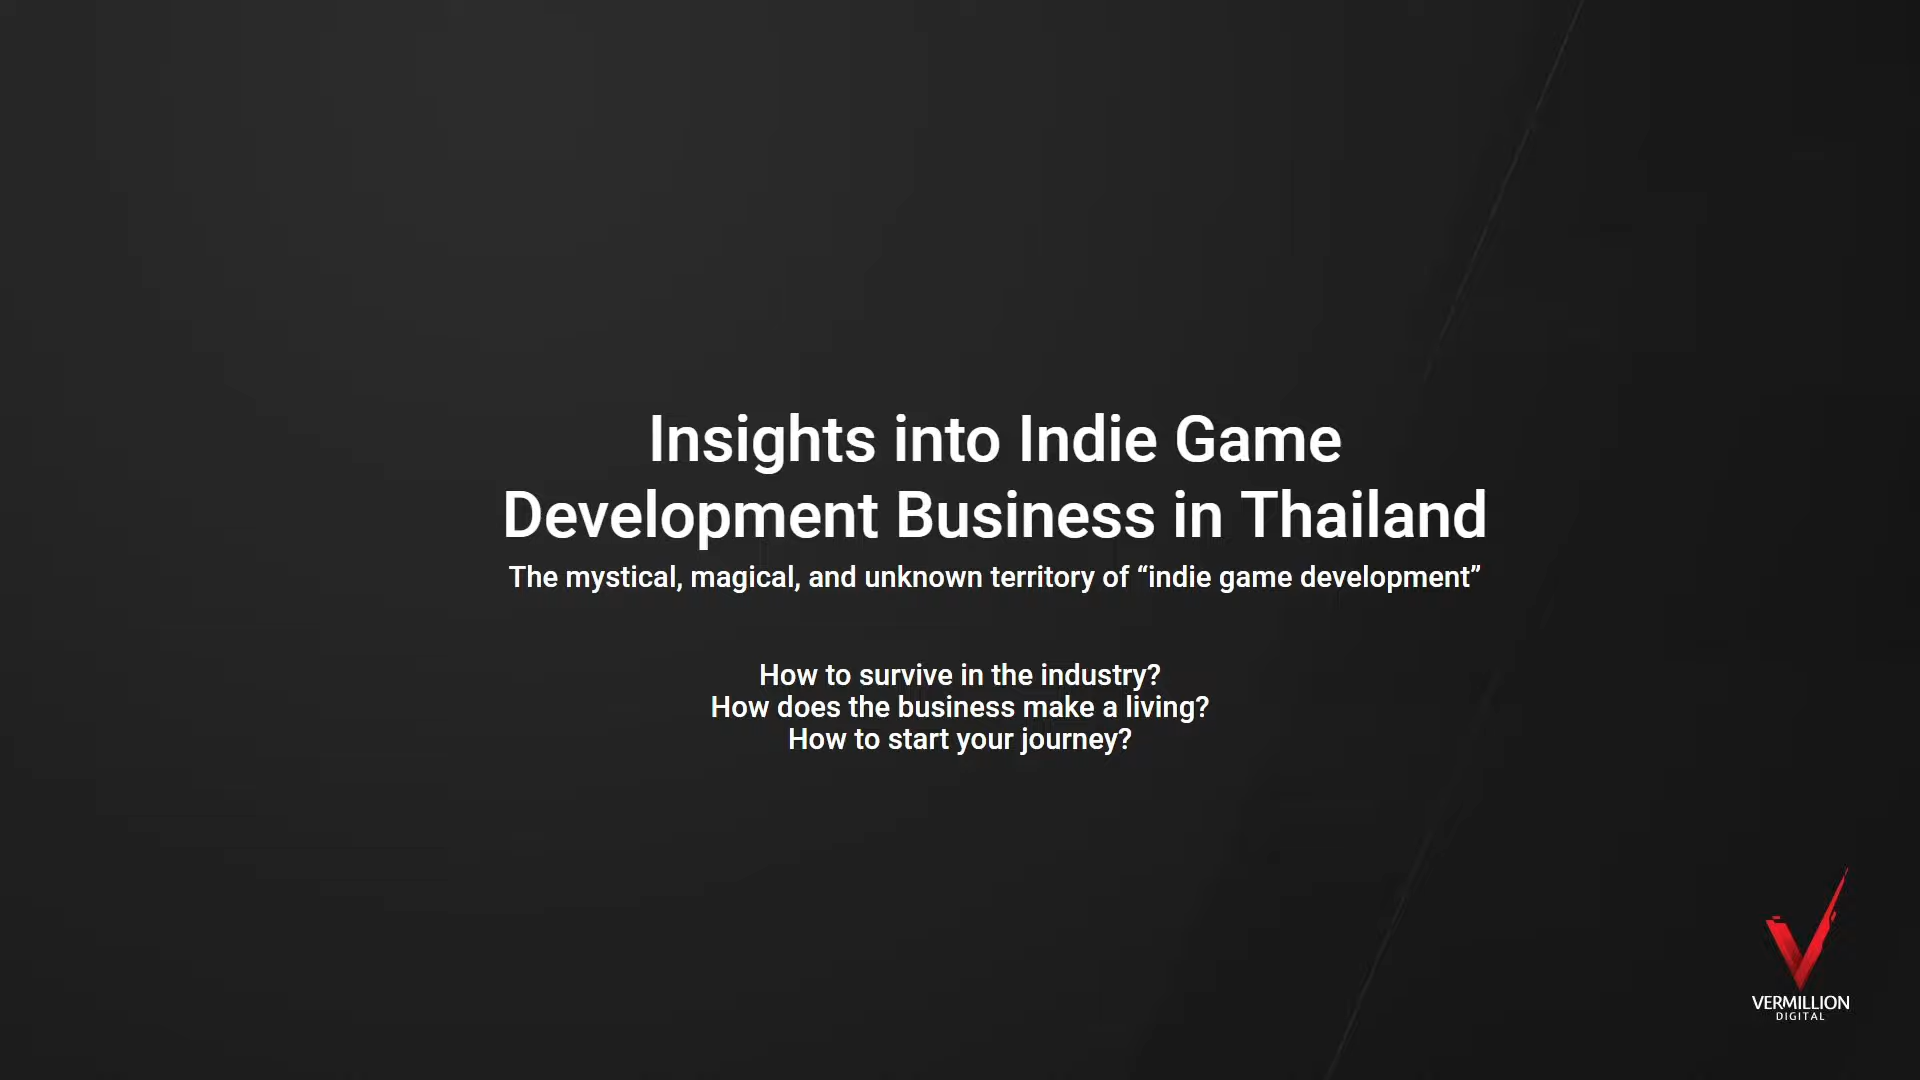 Insights into Indie Game
Development Business in Thailand
The mystical, magical, and unknown territory of “indie game development”
How to survive in the industry?
How does the business make a living?
How to start your journey?
VERMILLION
DIGITAL